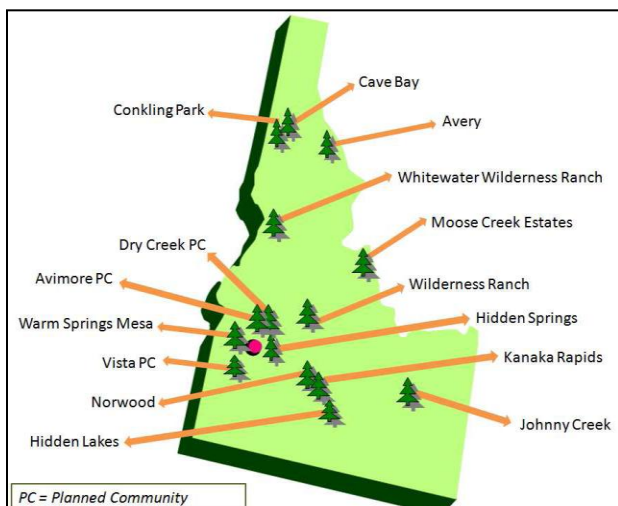 Cave Bay
Conkling Park
Avery
Whitewater Wilderness Ranch
Moose Creek Estates
Dry Creek PC
Avimore PC
Wilderness Ranch
Hidden Springs
Warm Springs Mesa
Kanaka Rapids
Vista PC
Norwood
Johnny Creek
Hidden Lakes
PC = Planned Community